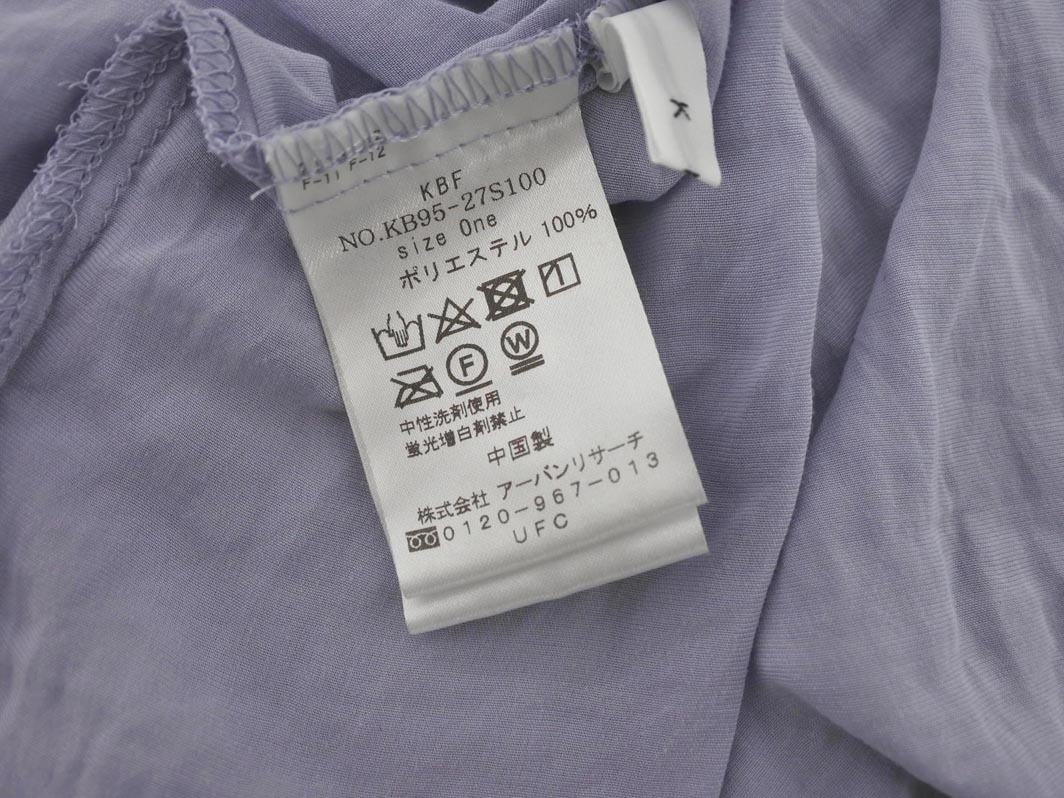 F-11 F-12
KBF
NO.KB95-27S100
size One
ポリエステル 100%
F W
中性洗剤使用
蛍光増白剤禁止
中国製
株式会社 アーバンリサーチ
0120-967-013
UFC
K